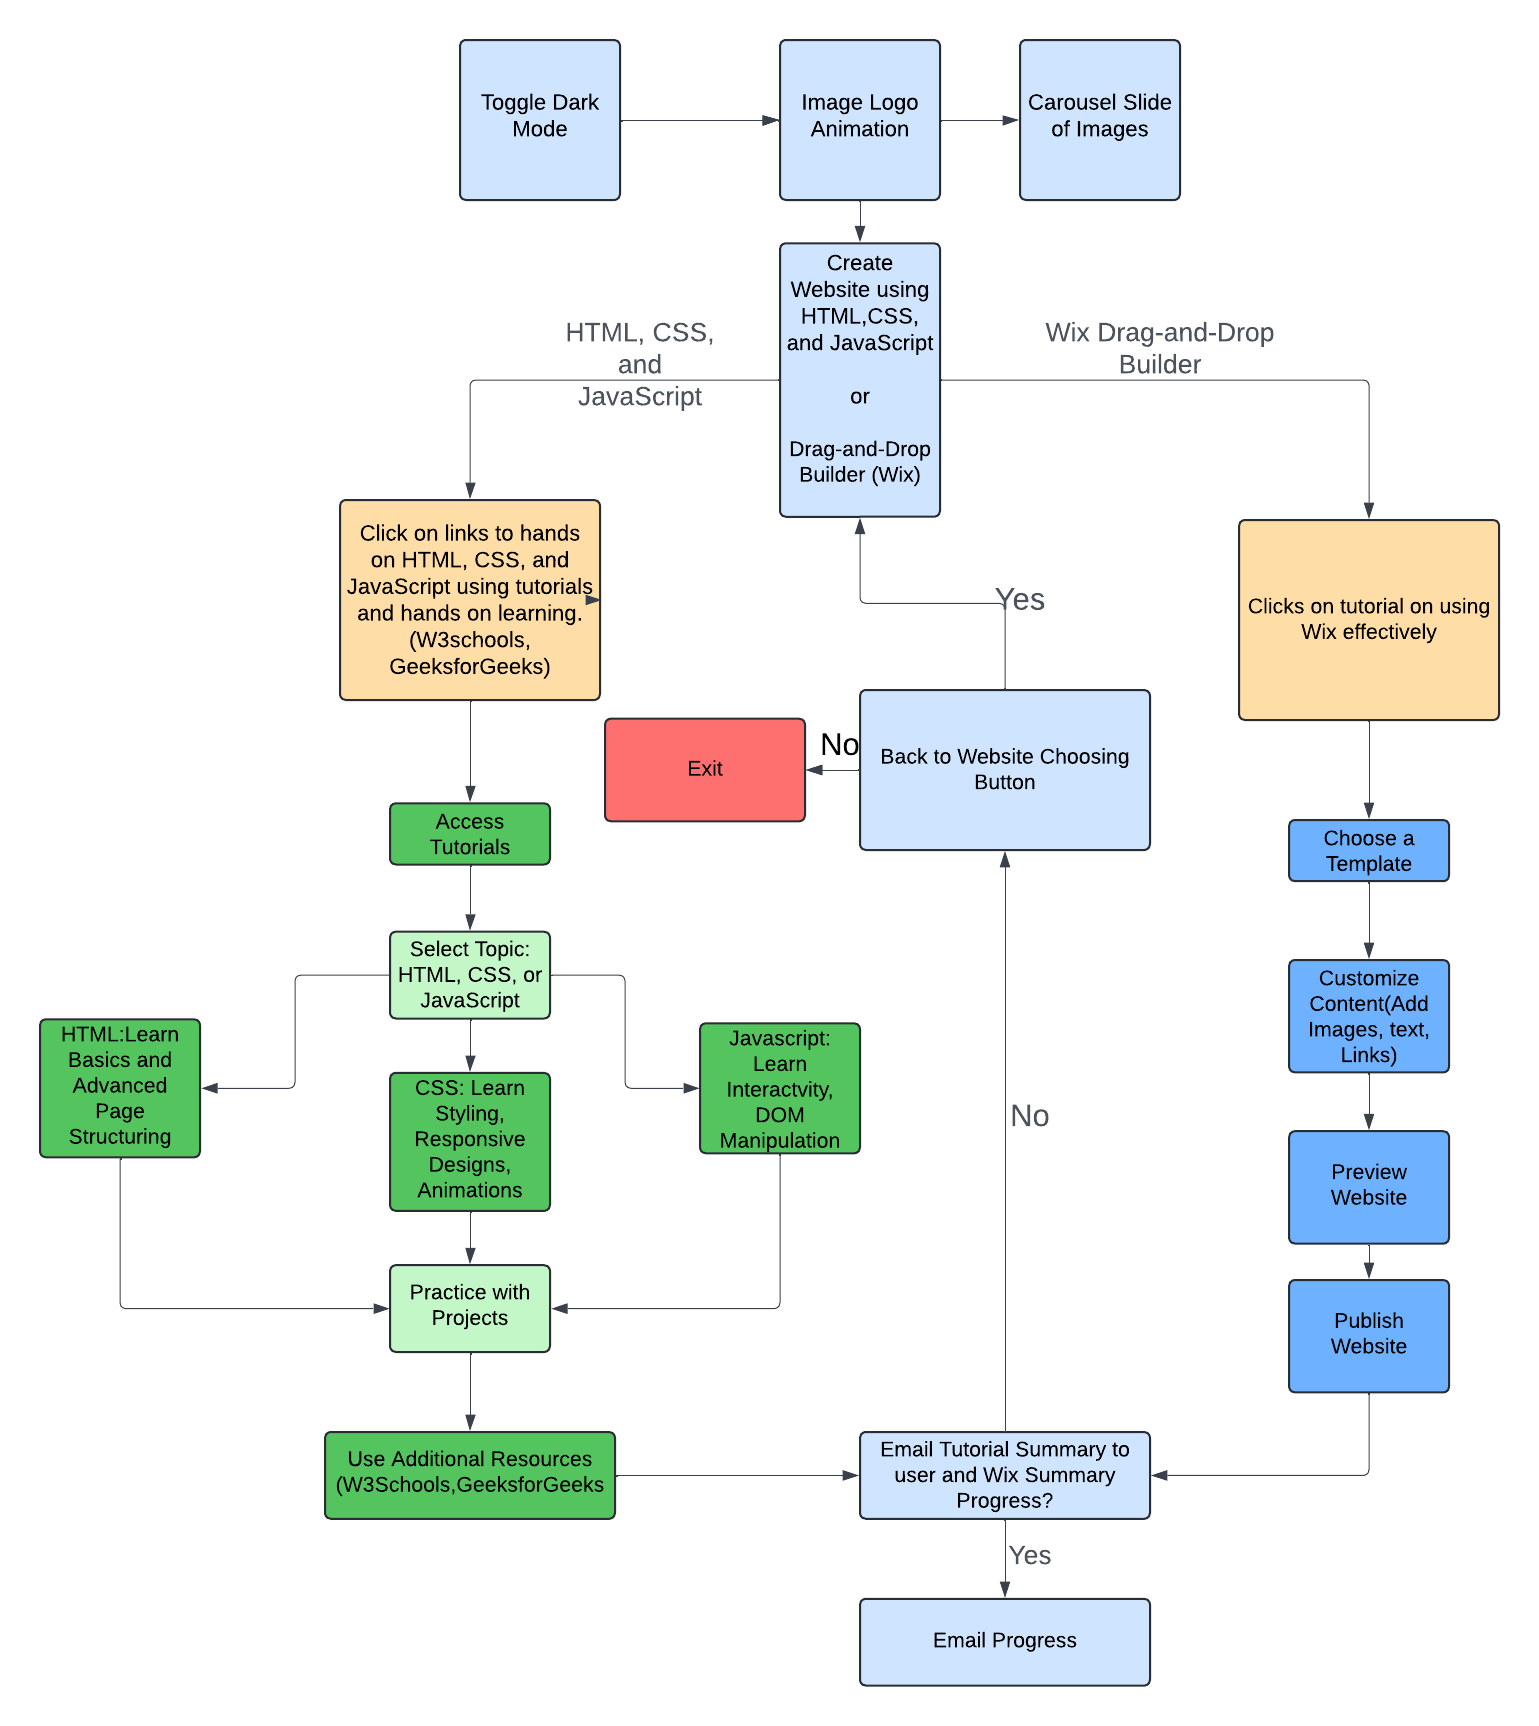 Toggle Dark
Mode
Image Logo
Animation
Carousel Slide
of Images
Create
Website using
HTML,CSS,
and JavaScript
or
Drag-and-Drop
Builder (Wix)
HTML, CSS,
and
JavaScript
Wix Drag-and-Drop
Builder
Click on links to hands
on HTML, CSS, and
JavaScript using tutorials
and hands on learning.
(W3schools,
GeeksforGeeks)
Yes
Clicks on tutorial on using
Wix effectively
Exit
No
Back to Website Choosing
Button
Access
Tutorials
Choose a
Template
Select Topic:
HTML, CSS, or
JavaScript
Customize
Content(Add
Images, text,
Links)
HTML:Learn
Basics and
Advanced
Page
Structuring
CSS: Learn
Styling,
Responsive
Designs,
Animations
Javascript:
Learn
Interactvity,
DOM
Manipulation
No
Preview
Website
Practice with
Projects
Publish
Website
Use Additional Resources
(W3Schools,GeeksforGeeks
Email Tutorial Summary to
user and Wix Summary
Progress?
Yes
Email Progress